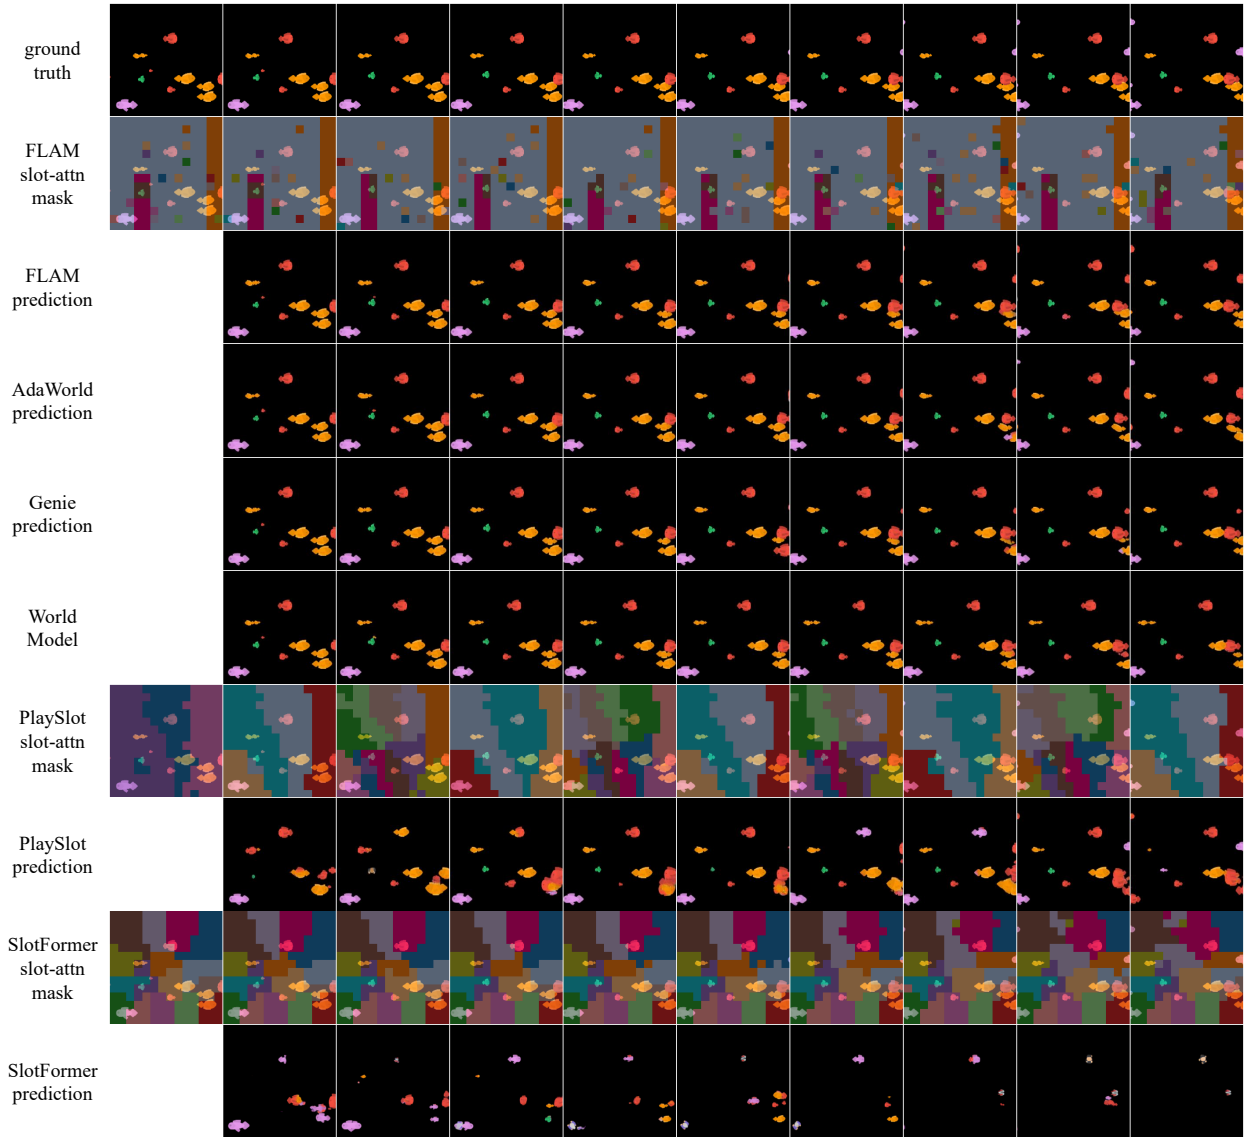 ground
truth
FLAM
slot-attn
mask
FLAM
prediction
AdaWorld
prediction
Genie
prediction
World
Model
PlaySlot
slot-attn
mask
PlaySlot
prediction
SlotFormer
slot-attn
mask
SlotFormer
prediction